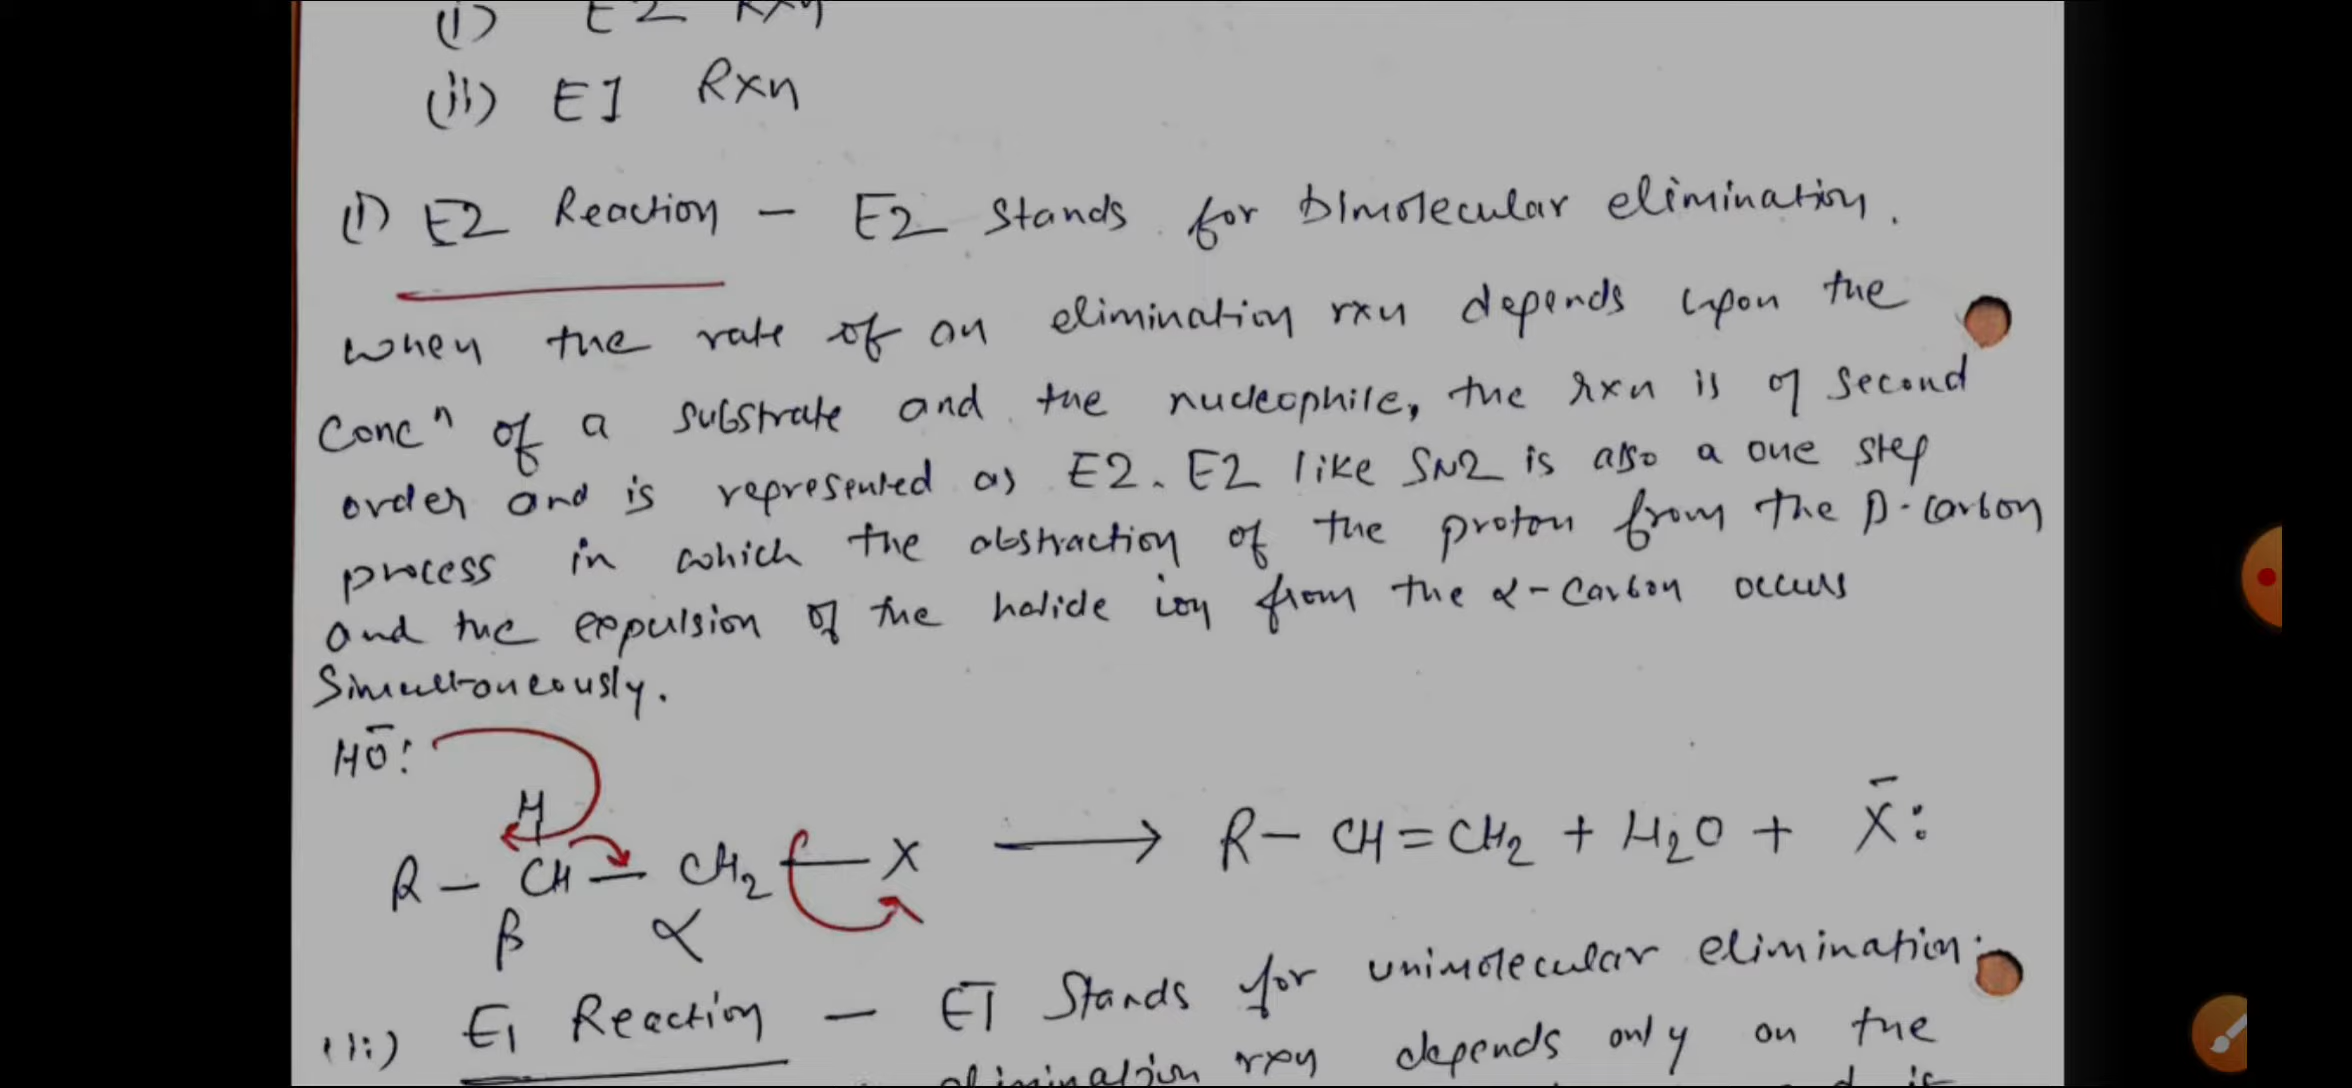 (i) E2 Rxn
(ii) E1 Rxn
(i) E2 Reaction - E2 Stands for bimolecular elimination.
when the rate of an elimination rxn depends upon the
concⁿ of a substrate and the nucleophile, the rxn is of second
order and is represented as E2. E2 like SN2 is also a one step
process in which the abstraction of the proton from the β-carbon
and the expulsion of the halide ion from the α-carbon occurs
Simultaneously.
HO⁻:
H
R - CH - CH₂ - X ⟶ R - CH = CH₂ + H₂O + X⁻:
β α
(ii) E1 Reaction - E1 Stands for unimolecular elimination.
elimination rxn depends only on the